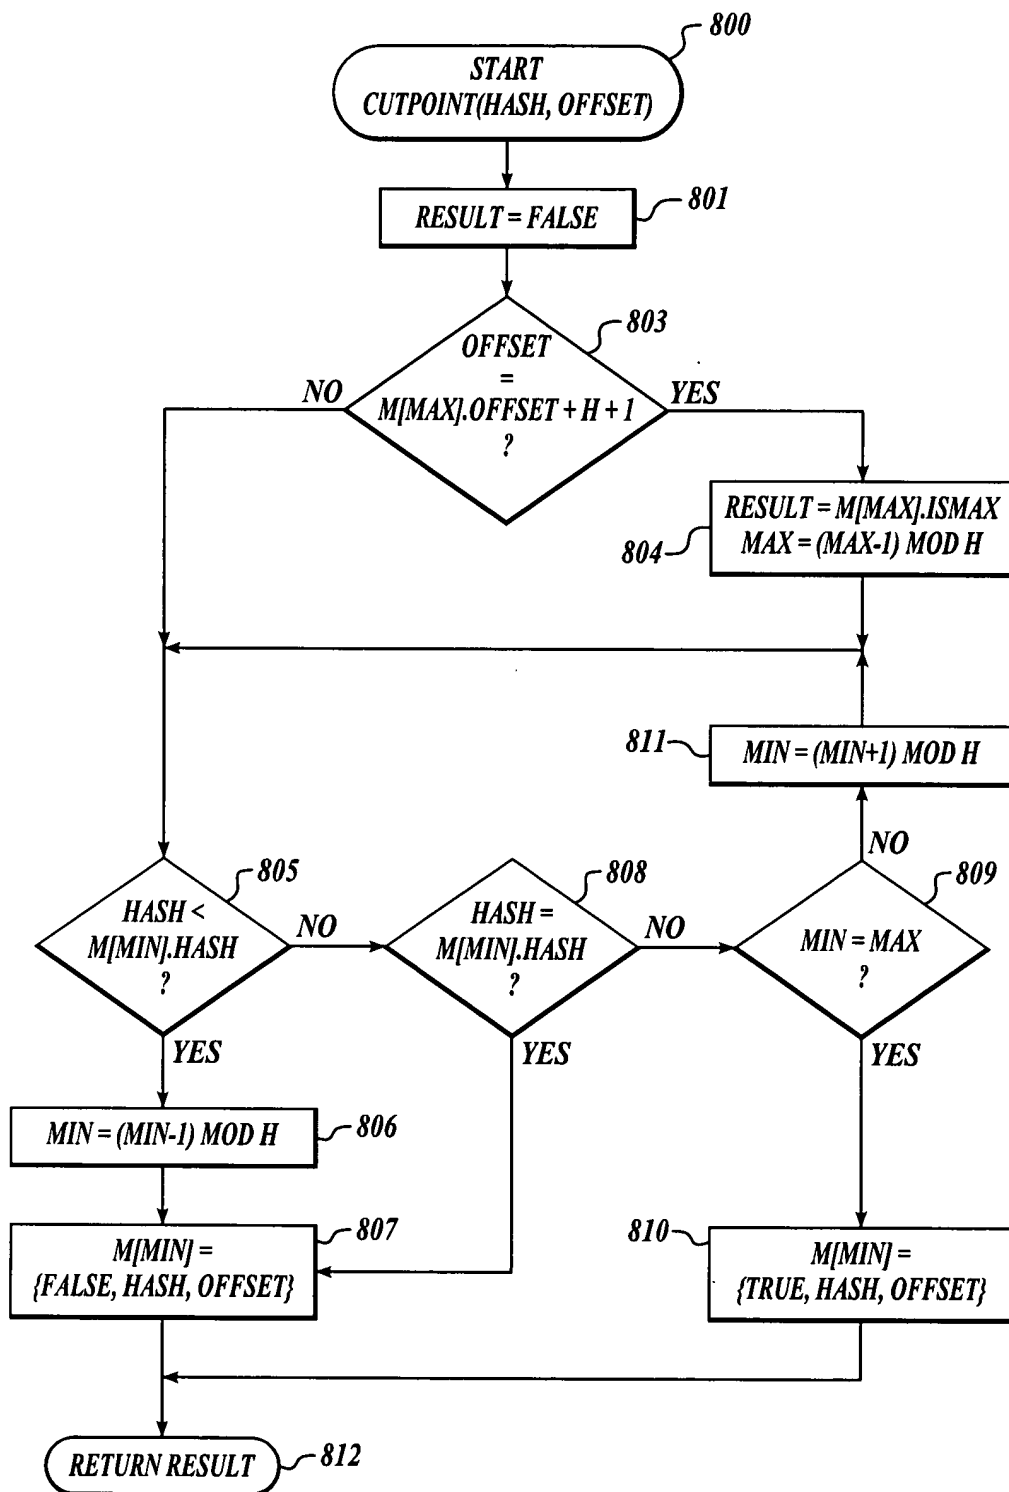 800
START
CUTPOINT(HASH, OFFSET)
801
RESULT = FALSE
803
OFFSET
=
M[MAX].OFFSET + H + 1
?
NO
YES
RESULT = M[MAX].ISMAX
MAX = (MAX-1) MOD H
804
811
MIN = (MIN+1) MOD H
NO
805
HASH <
M[MIN].HASH
?
NO
YES
808
HASH =
M[MIN].HASH
?
NO
YES
809
MIN = MAX
?
YES
MIN = (MIN-1) MOD H
806
807
M[MIN] =
{FALSE, HASH, OFFSET}
810
M[MIN] =
{TRUE, HASH, OFFSET}
RETURN RESULT
812